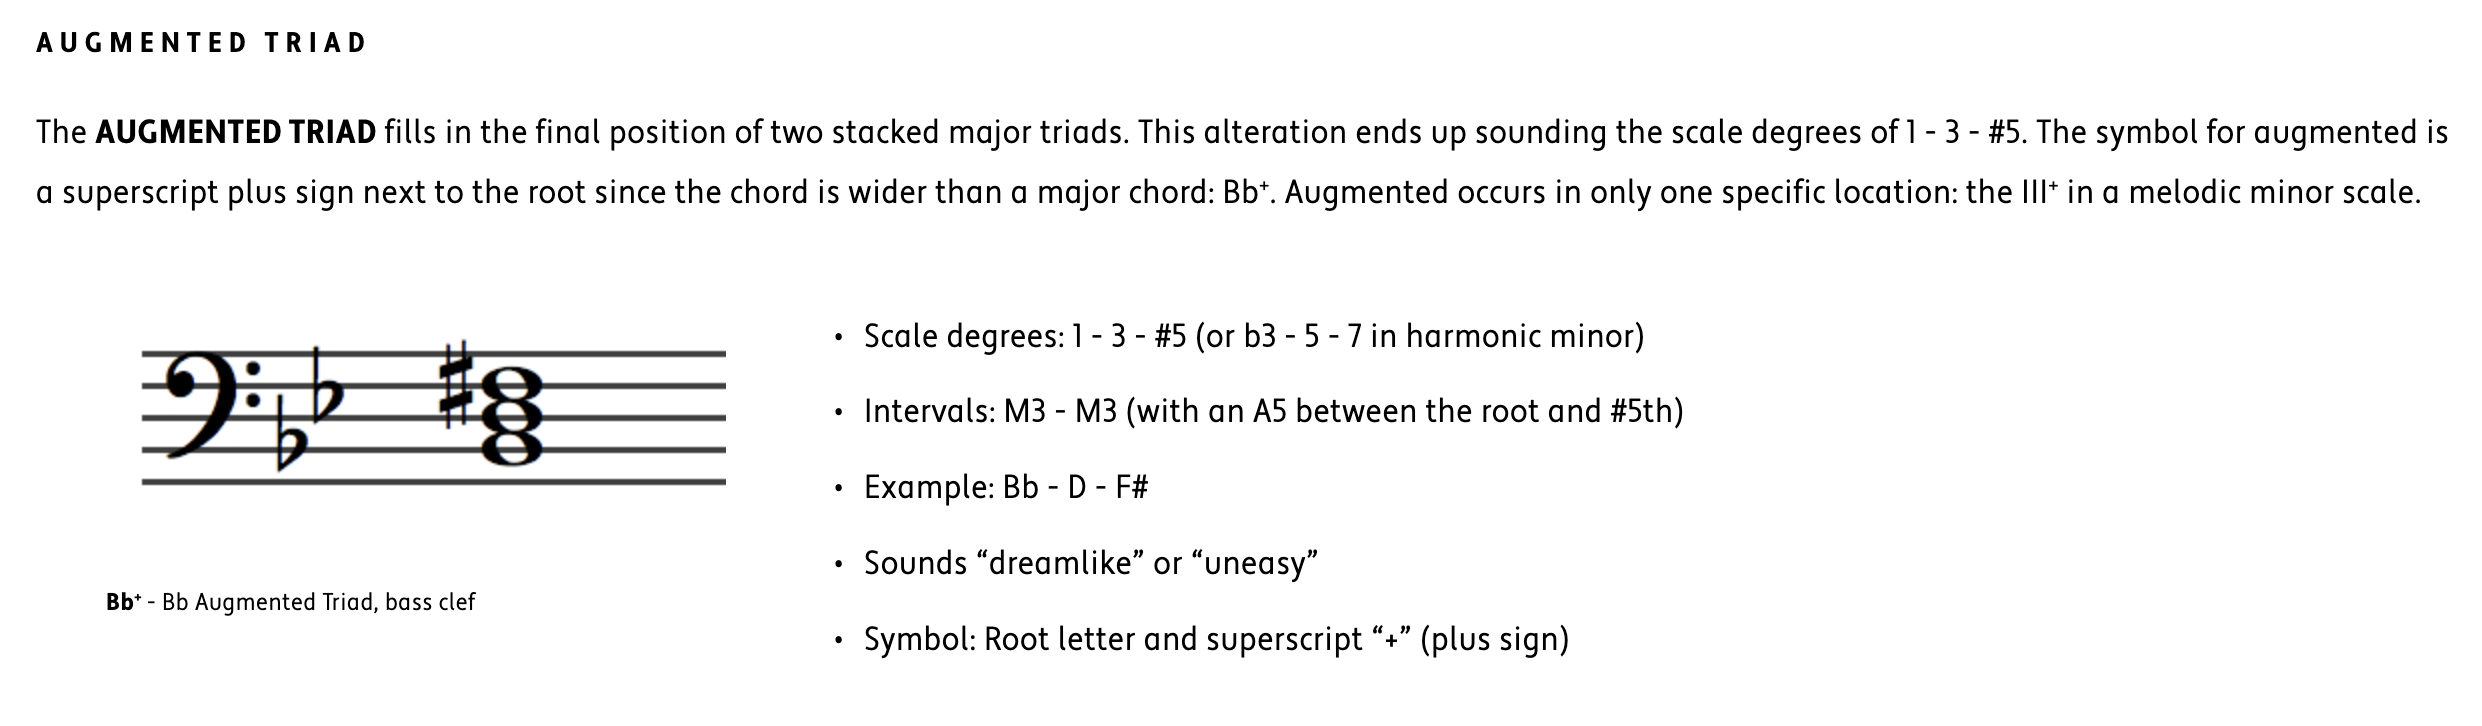 AUGMENTED TRIAD
The AUGMENTED TRIAD fills in the final position of two stacked major triads. This alteration ends up sounding the scale degrees of 1 - 3 - #5. The symbol for augmented is
a superscript plus sign next to the root since the chord is wider than a major chord: Bb⁺. Augmented occurs in only one specific location: the III⁺ in a melodic minor scale.
• Scale degrees: 1 - 3 - #5 (or b3 - 5 - 7 in harmonic minor)
• Intervals: M3 - M3 (with an A5 between the root and #5th)
• Example: Bb - D - F#
• Sounds “dreamlike” or “uneasy”
• Symbol: Root letter and superscript “+” (plus sign)
Bb⁺ - Bb Augmented Triad, bass clef